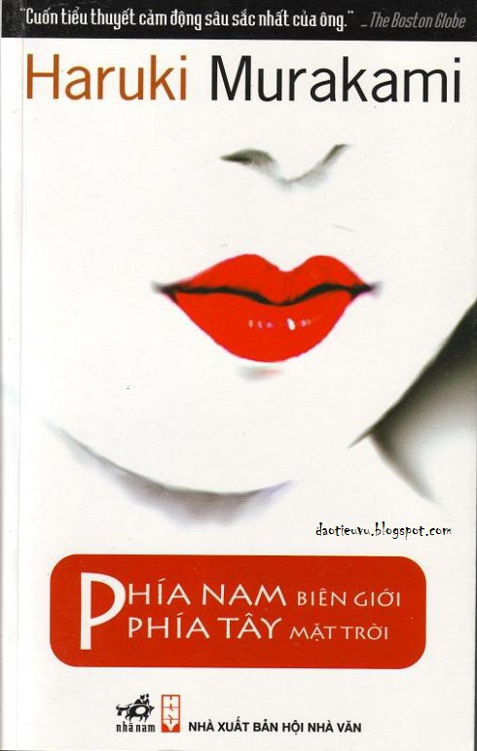 "Cuốn tiểu thuyết cảm động sâu sắc nhất của ông." _ The Boston Globe
Haruki Murakami
daotieuvu.blogspot.com
PHÍA NAM BIÊN GIỚI
PHÍA TÂY MẶT TRỜI
nhã nam
NHÀ XUẤT BẢN HỘI NHÀ VĂN